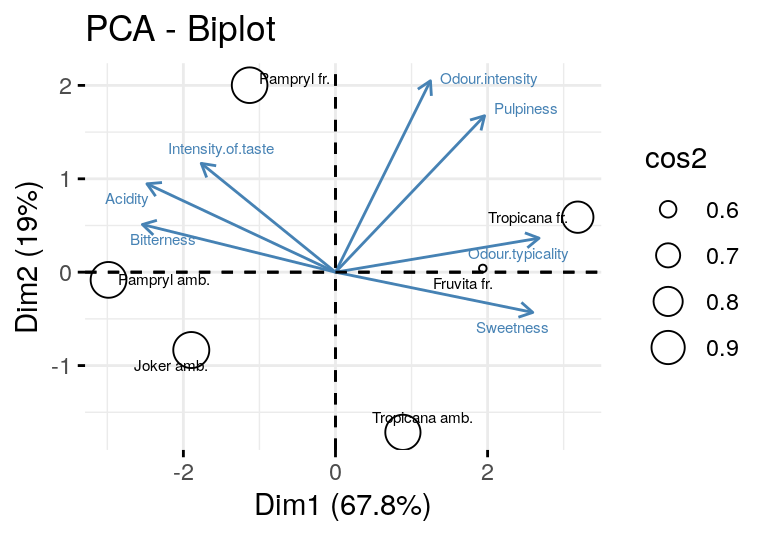 PCA - Biplot
Pampryl fr.
Odour.intensity
Pulpiness
Intensity.of.taste
Acidity
Tropicana fr.
Bitterness
Odour.typicality
Pampryl amb.
Fruvita fr.
Sweetness
Joker amb.
Tropicana amb.
2
1
0
-1
-2
0
2
Dim1 (67.8%)
Dim2 (19%)
cos2
0.6
0.7
0.8
0.9